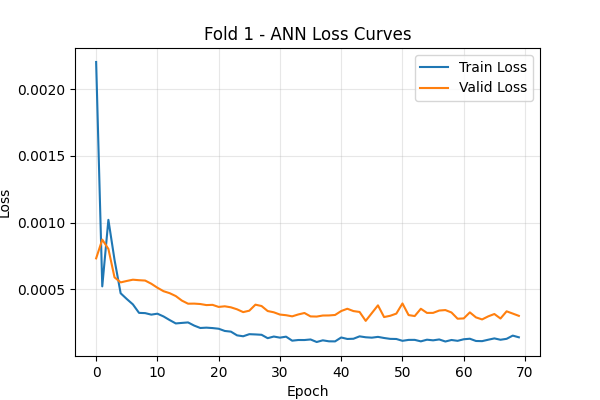 Fold 1 - ANN Loss Curves
Train Loss
Valid Loss
0.0020
0.0015
0.0010
0.0005
Loss
0 10 20 30 40 50 60 70
Epoch